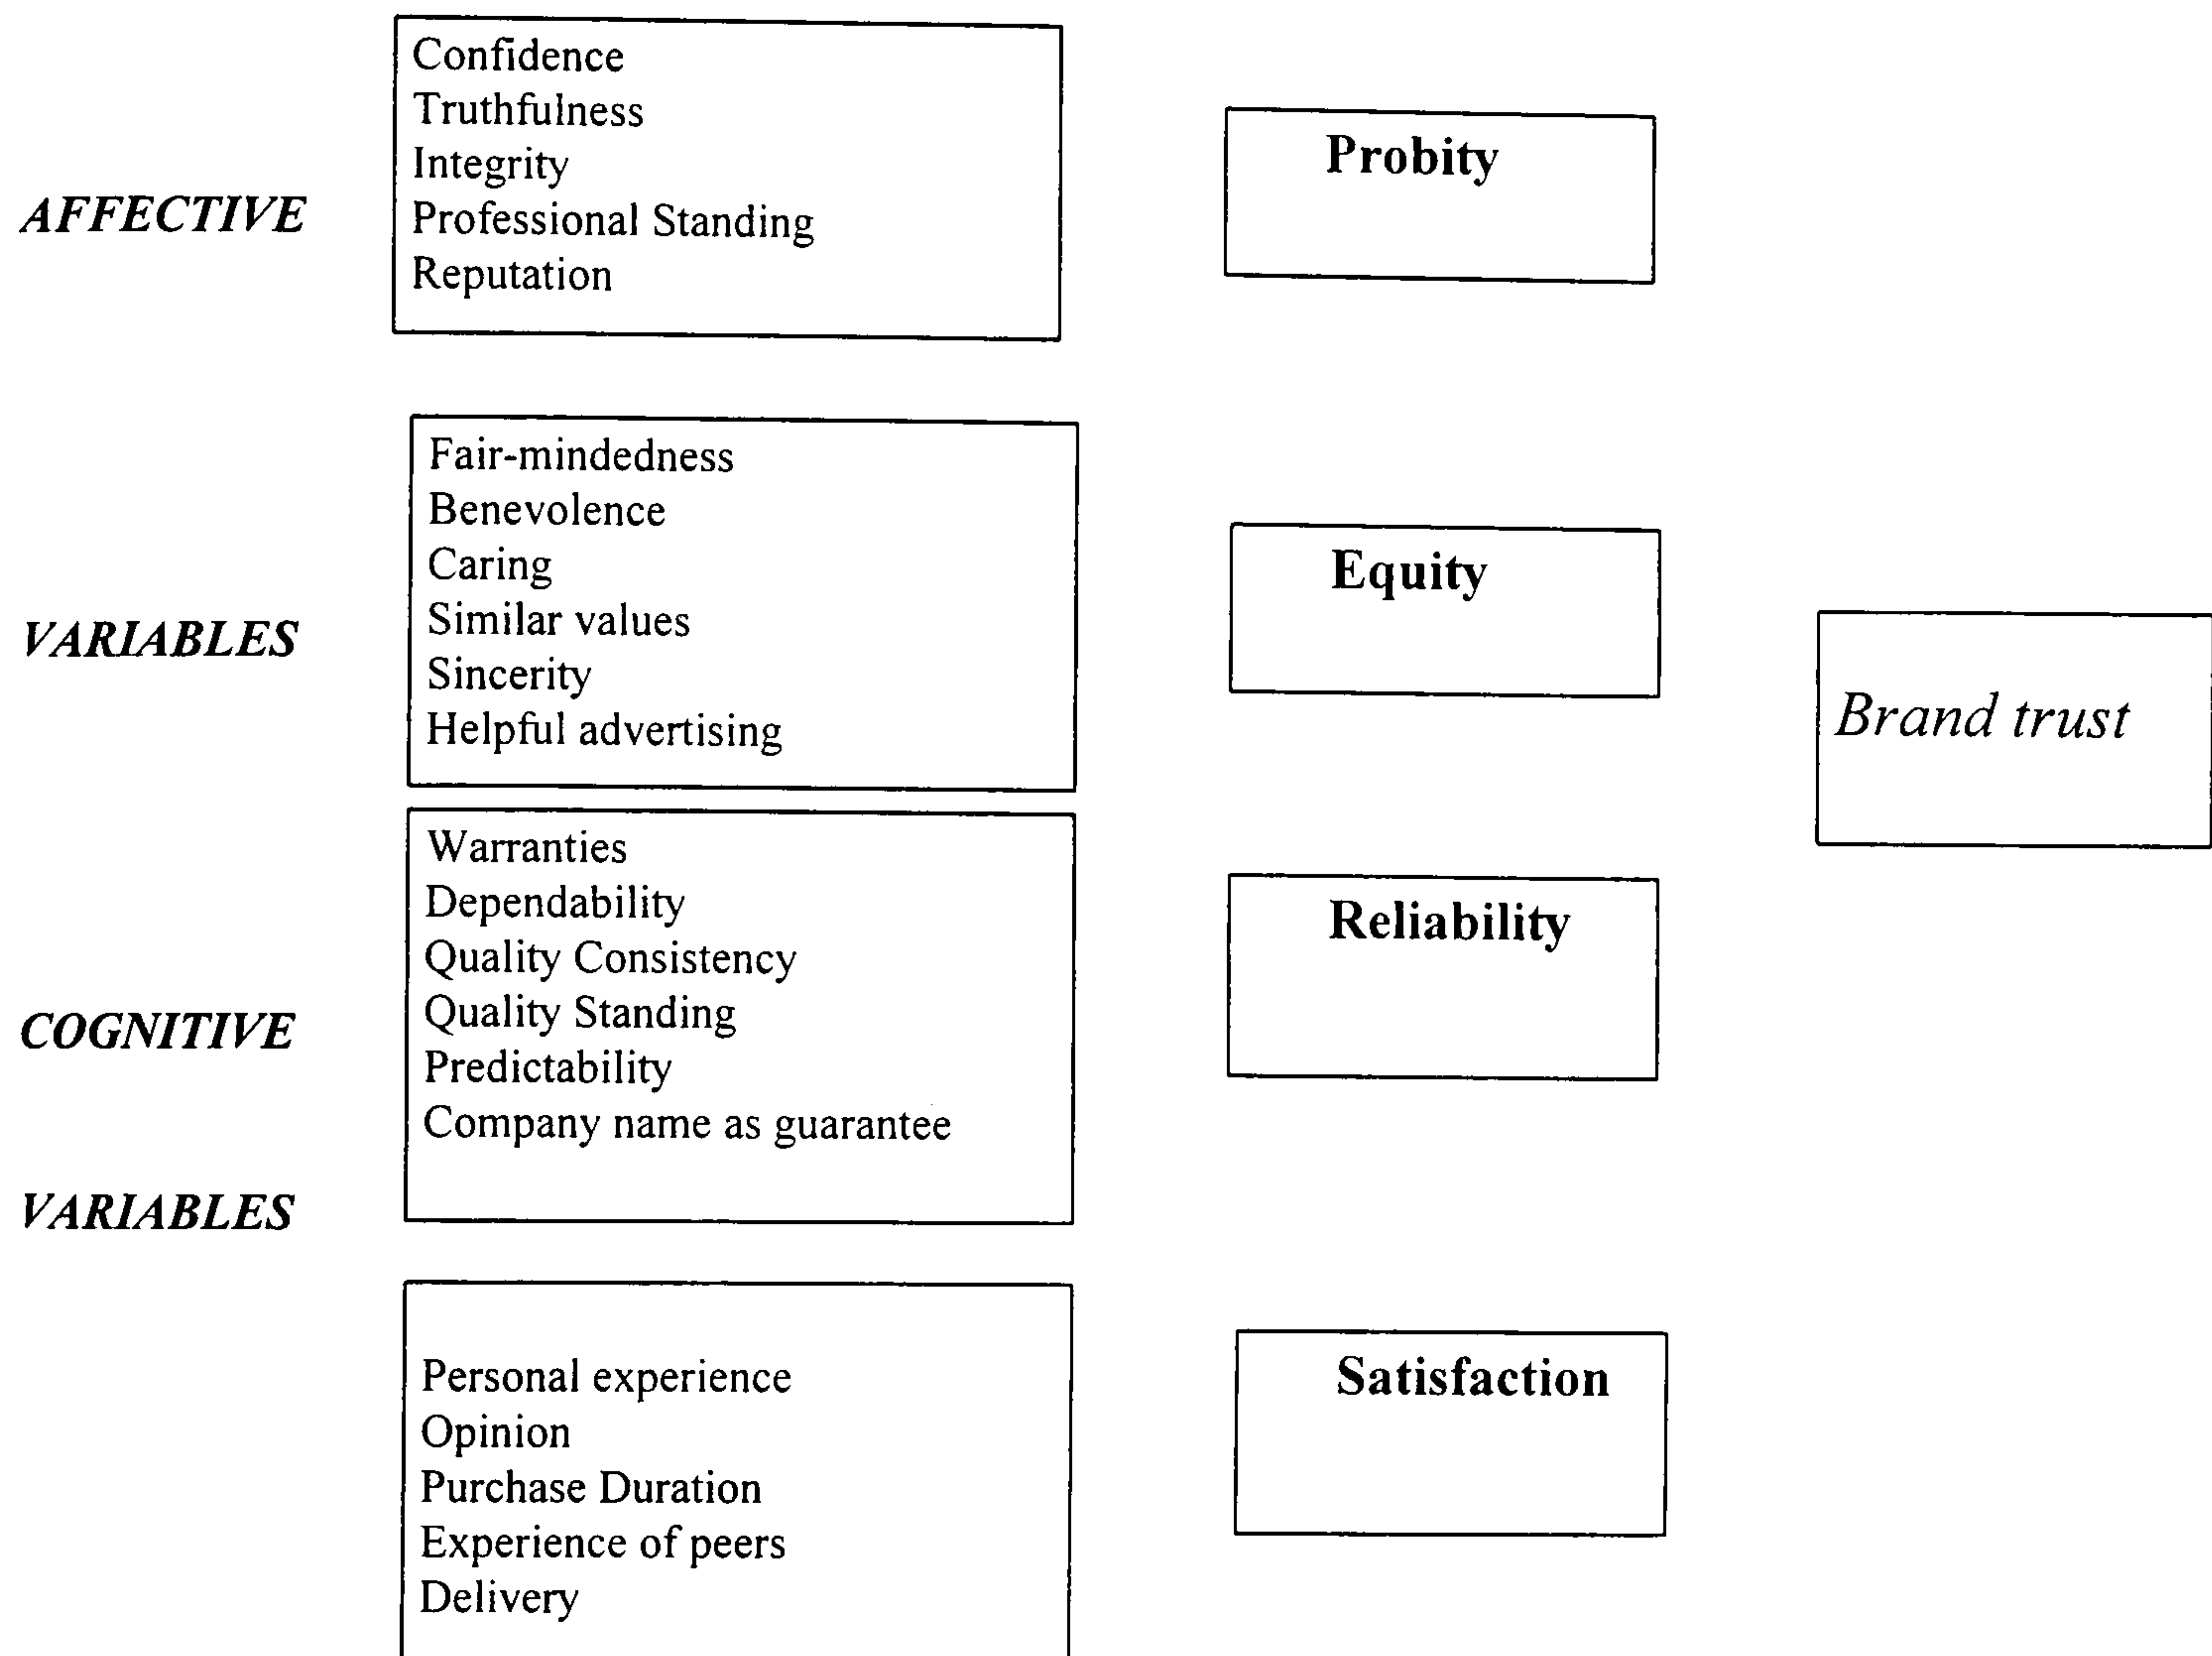 Confidence
Truthfulness
Integrity
Professional Standing
Reputation
AFFECTIVE
Probity
Fair-mindedness
Benevolence
Caring
Similar values
Sincerity
Helpful advertising
VARIABLES
Equity
Brand trust
Warranties
Dependability
Quality Consistency
Quality Standing
Predictability
Company name as guarantee
COGNITIVE
Reliability
VARIABLES
Personal experience
Opinion
Purchase Duration
Experience of peers
Delivery
Satisfaction